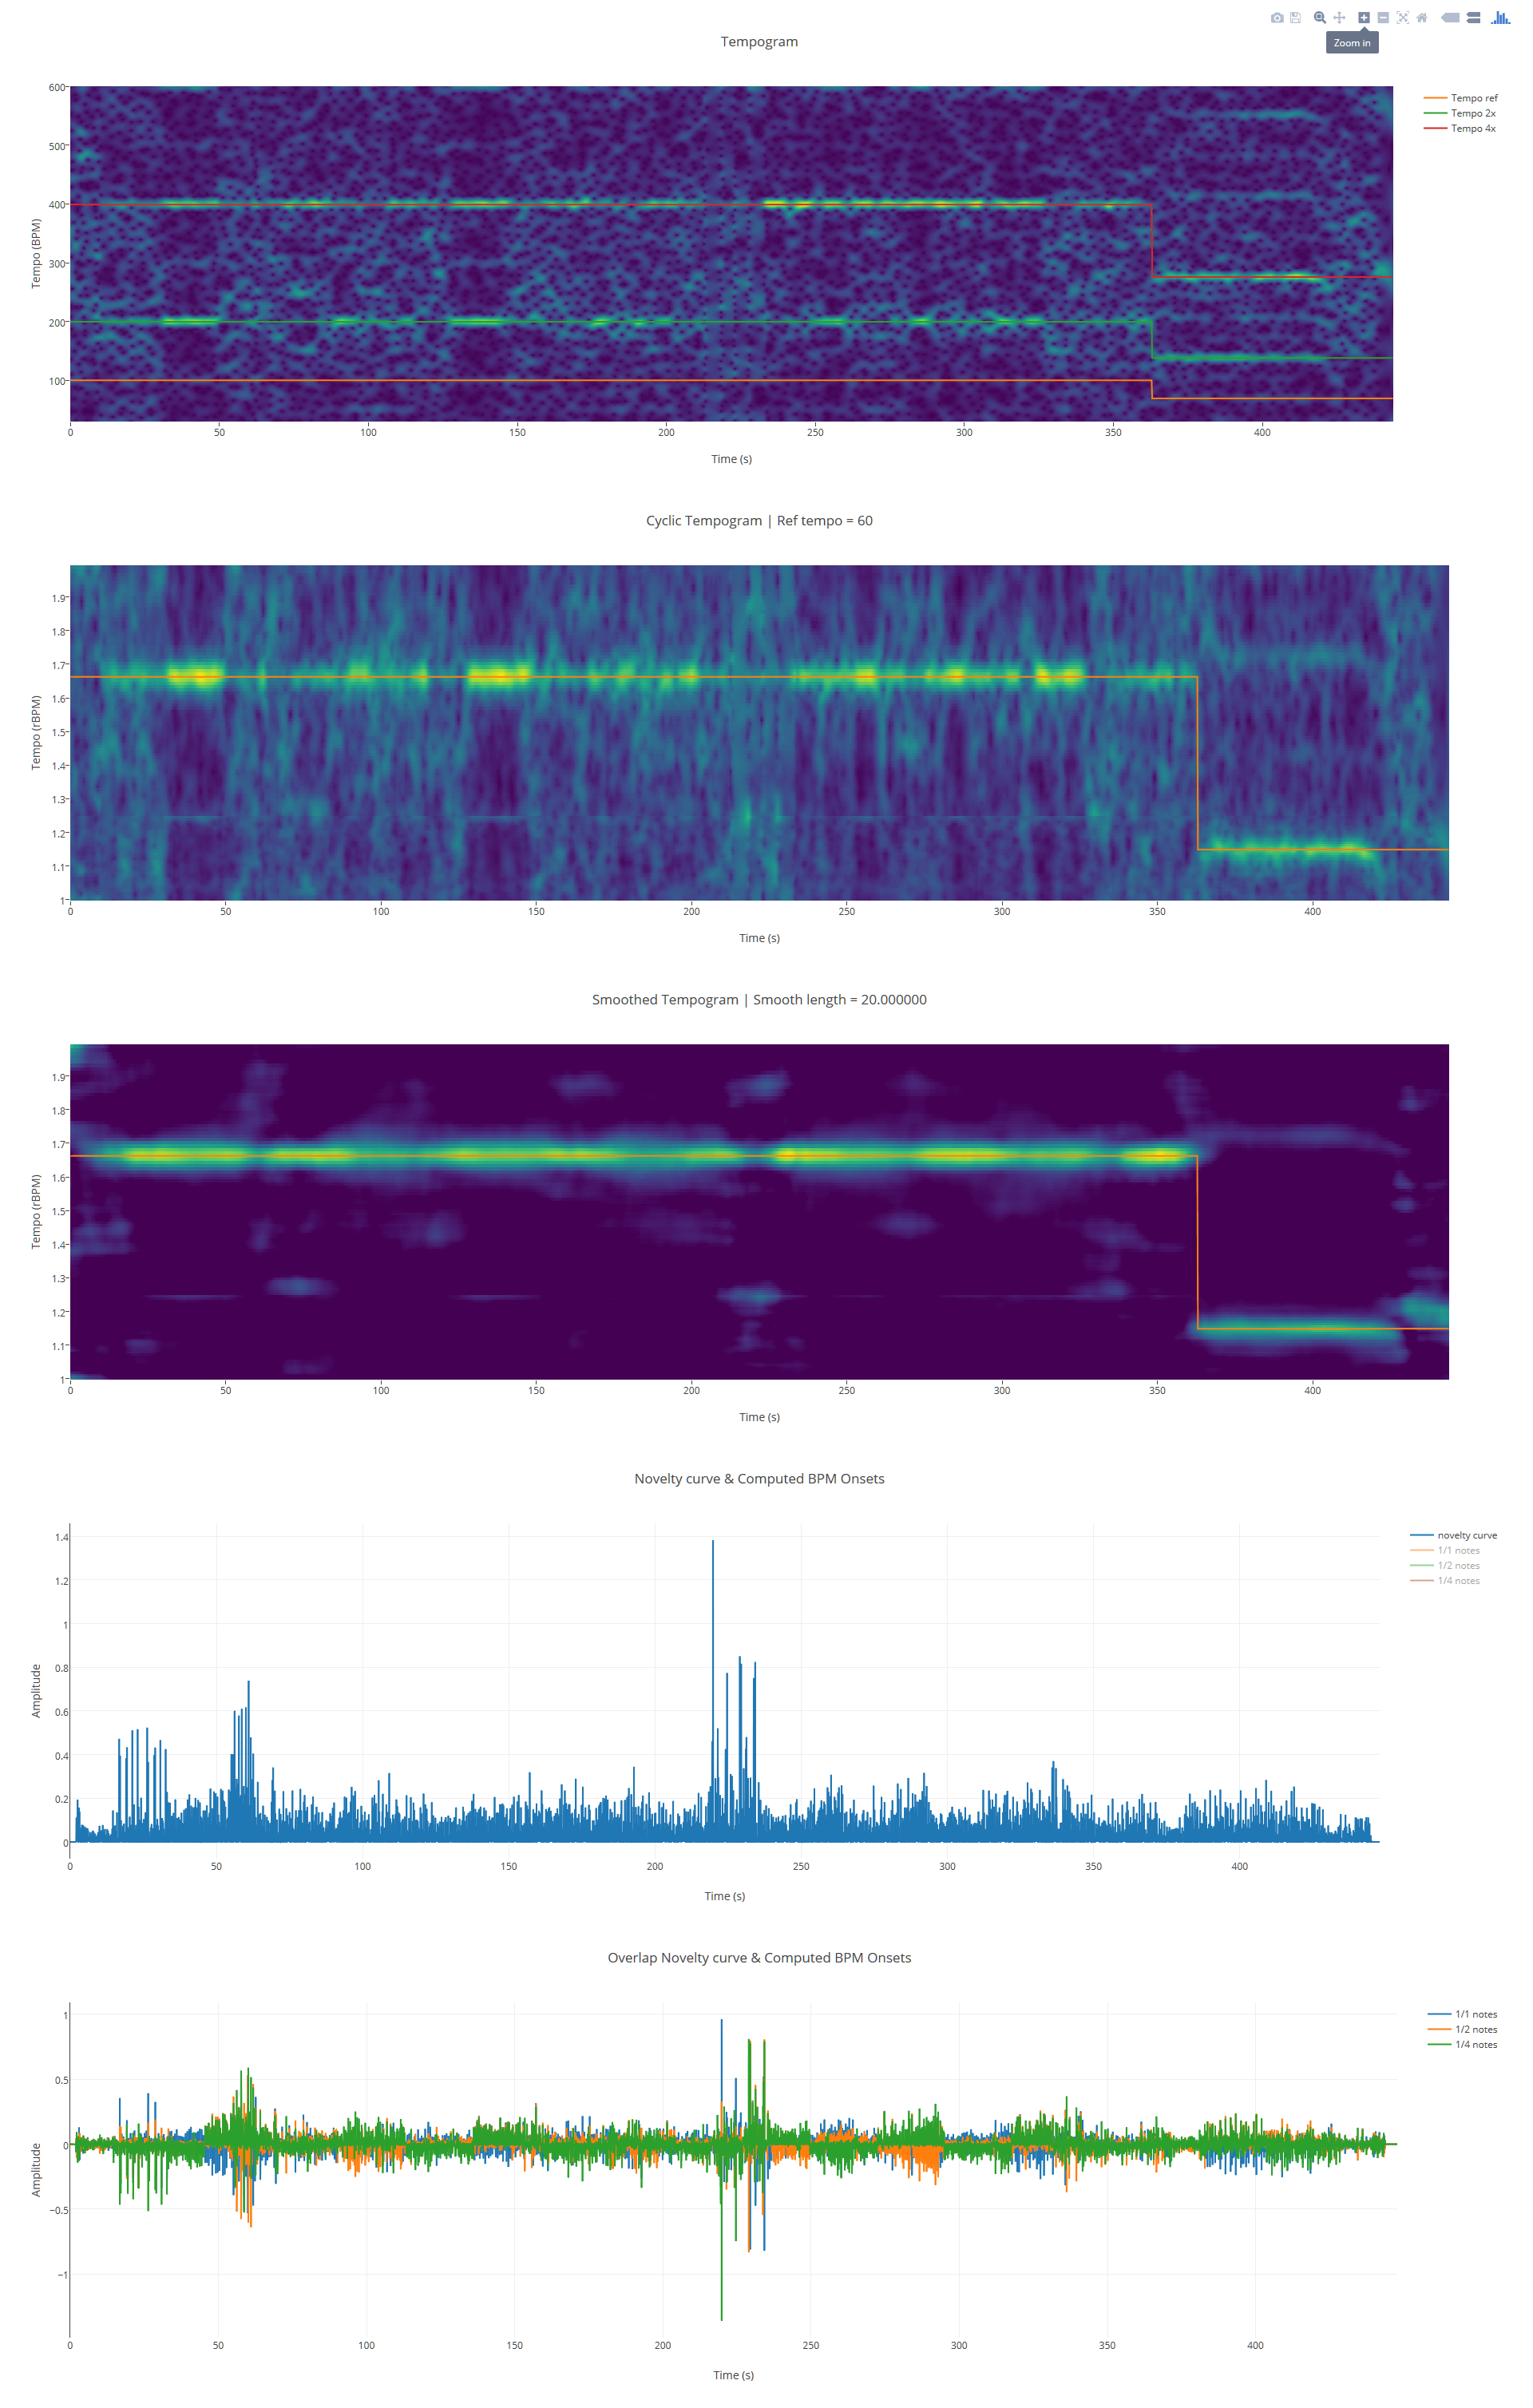 Zoom in
Tempogram
600
500
400
300
200
100
Tempo (BPM)
0 50 100 150 200 250 300 350 400
Time (s)
Tempo ref
Tempo 2x
Tempo 4x
Cyclic Tempogram | Ref tempo = 60
1.9
1.8
1.7
1.6
1.5
1.4
1.3
1.2
1.1
1
Tempo (rBPM)
0 50 100 150 200 250 300 350 400
Time (s)
Smoothed Tempogram | Smooth length = 20.000000
1.9
1.8
1.7
1.6
1.5
1.4
1.3
1.2
1.1
1
Tempo (rBPM)
0 50 100 150 200 250 300 350 400
Time (s)
Novelty curve & Computed BPM Onsets
1.4
1.2
1
0.8
0.6
0.4
0.2
0
Amplitude
0 50 100 150 200 250 300 350 400
Time (s)
novelty curve
1/1 notes
1/2 notes
1/4 notes
Overlap Novelty curve & Computed BPM Onsets
1
0.5
0
−0.5
−1
Amplitude
0 50 100 150 200 250 300 350 400
Time (s)
1/1 notes
1/2 notes
1/4 notes